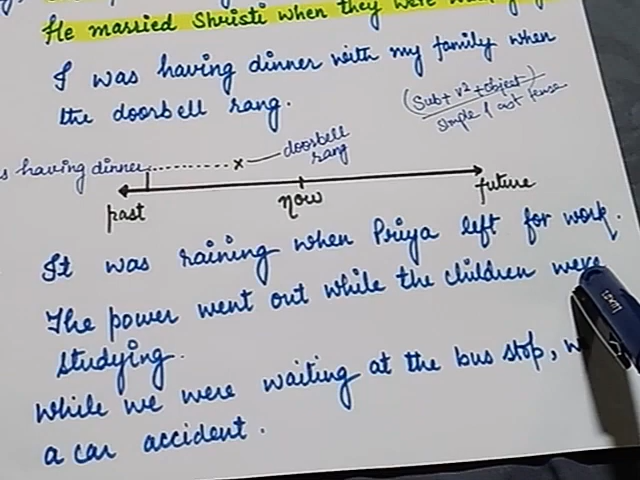 He married Shristi when they were
I was having dinner with my family when
the doorbell rang.
(Sub + V2 + Object)
Simple Past tense
having dinner
doorbell
rang
past
now
future
It was raining when Priya left for work.
The power went out while the children were
studying.
While we were waiting at the bus stop,
a car accident.